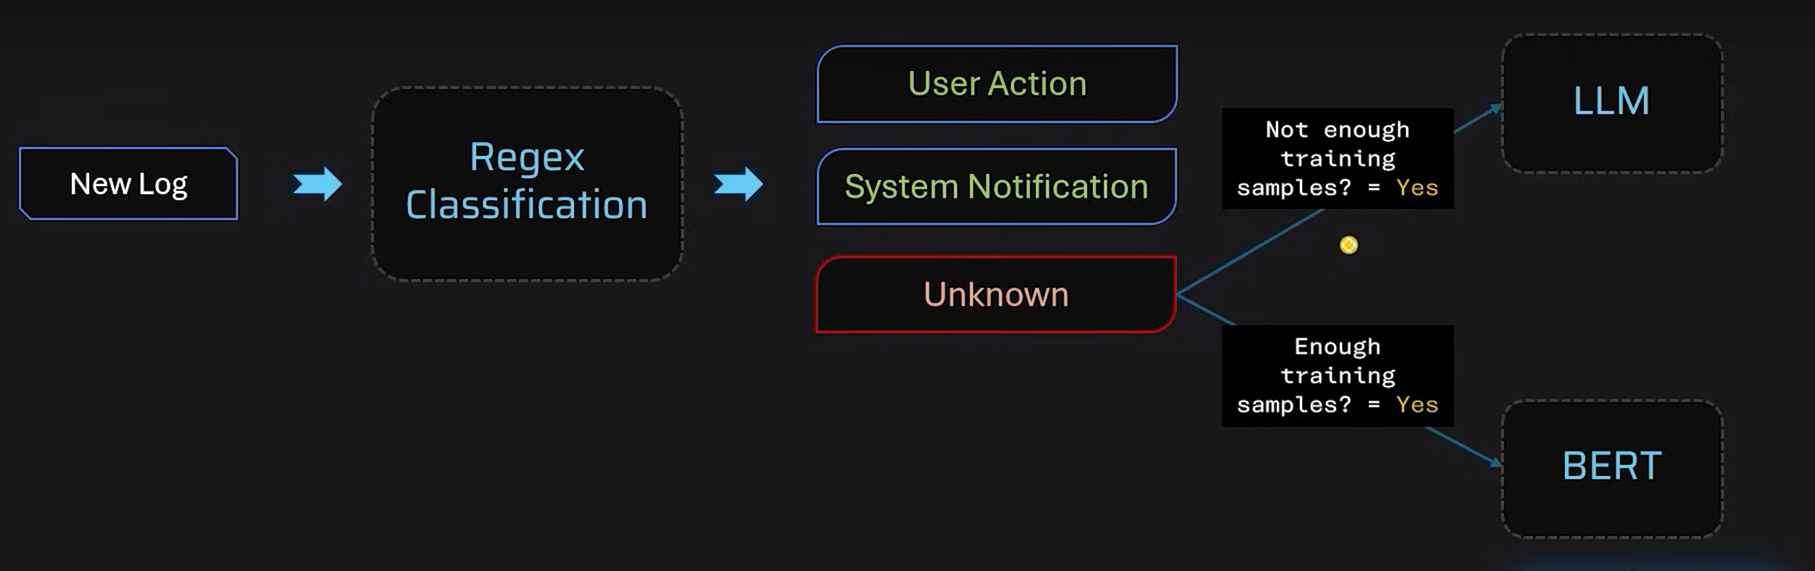 New Log
Regex
Classification
User Action
System Notification
Unknown
Not enough
training
samples? = Yes
Enough
training
samples? = Yes
LLM
BERT